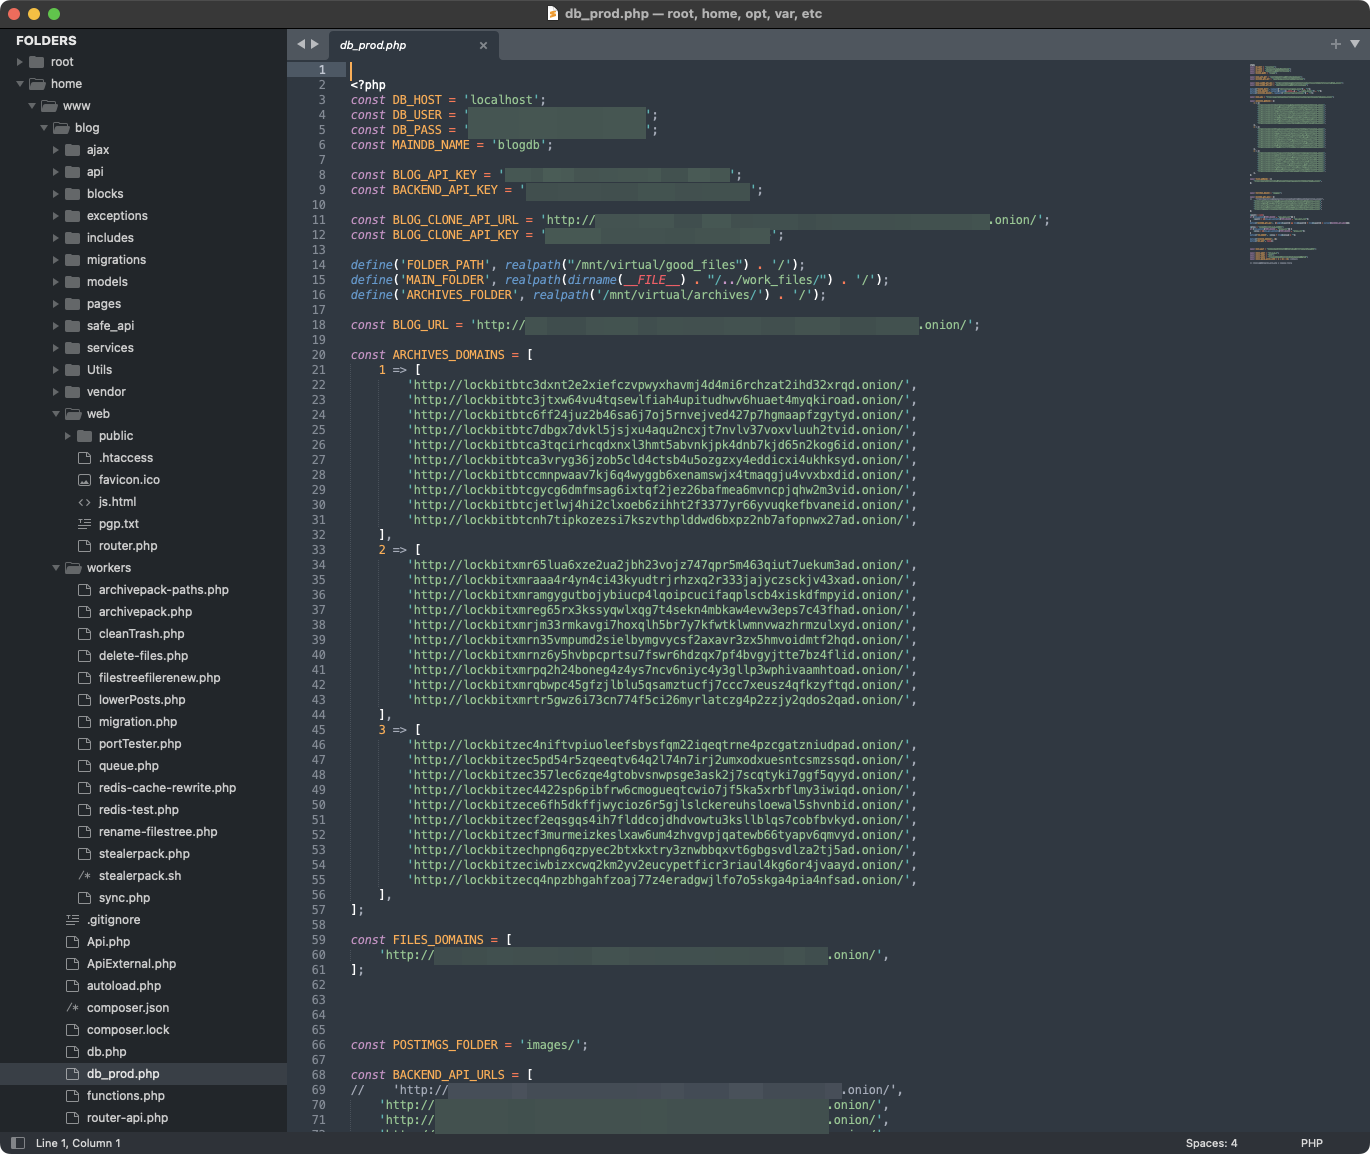 db_prod.php — root, home, opt, var, etc
FOLDERS
root
home
www
blog
ajax
api
blocks
exceptions
includes
migrations
models
pages
safe_api
services
Utils
vendor
web
public
.htaccess
favicon.ico
js.html
pgp.txt
router.php
workers
archivepack-paths.php
archivepack.php
cleanTrash.php
delete-files.php
filestreefilerenew.php
lowerPosts.php
migration.php
portTester.php
queue.php
redis-cache-rewrite.php
redis-test.php
rename-filestree.php
stealerpack.php
stealerpack.sh
sync.php
.gitignore
Api.php
ApiExternal.php
autoload.php
composer.json
composer.lock
db.php
db_prod.php
functions.php
router-api.php
db_prod.php
1
2 <?php
3 const DB_HOST = 'localhost';
4 const DB_USER = ' ';
5 const DB_PASS = ' ';
6 const MAINDB_NAME = 'blogdb';
7
8 const BLOG_API_KEY = ' ';
9 const BACKEND_API_KEY = ' ';
10
11 const BLOG_CLONE_API_URL = 'http:// .onion/';
12 const BLOG_CLONE_API_KEY = ' ';
13
14 define('FOLDER_PATH', realpath("/mnt/virtual/good_files") . '/');
15 define('MAIN_FOLDER', realpath(dirname(__FILE__) . "/../work_files/") . '/');
16 define('ARCHIVES_FOLDER', realpath('/mnt/virtual/archives/') . '/');
17
18 const BLOG_URL = 'http:// .onion/';
19
20 const ARCHIVES_DOMAINS = [
21 1 => [
22 'http://lockbitbtc3dxnt2e2xiefczvpwyxhavmj4d4mi6rchzat2ihd32xrqd.onion/',
23 'http://lockbitbtc3jtxw64vu4tqsewlfiah4upitudhwv6huaet4myqkiroad.onion/',
24 'http://lockbitbtc6ff24juz2b46sa6j7oj5rnvejved427p7hgmaapfzgytyd.onion/',
25 'http://lockbitbtc7dbgx7dvkl5jsjxu4aqu2ncxjt7nvlv37voxvluuh2tvid.onion/',
26 'http://lockbitbtca3tqcirhcqdxnxl3hmt5abvnkjpk4dnb7kjd65n2kog6id.onion/',
27 'http://lockbitbtca3vryg36jzob5cld4ctsb4u5ozgzxy4eddicxi4ukhksyd.onion/',
28 'http://lockbitbtccmnpwaav7kj6q4wyggb6xenamswjx4tmaqgju4vvxbxdid.onion/',
29 'http://lockbitbtcgycg6dmfmsag6ixtqf2jez26bafmea6mvncpjqhw2m3vid.onion/',
30 'http://lockbitbtcjetlwj4hi2clxoeb6zihht2f3377yr66yvuqkefbvaneid.onion/',
31 'http://lockbitbtcnh7tipkozezsi7kszvthplddwd6bxpz2nb7afopnwx27ad.onion/',
32 ],
33 2 => [
34 'http://lockbitxmr65lua6xze2ua2jbh23vojz747qpr5m463qiut7uekum3ad.onion/',
35 'http://lockbitxmraaa4r4yn4ci43kyudtrjrhzxq2r333jajyczsckjv43xad.onion/',
36 'http://lockbitxmramgygutbojybiucp4lqoipcucifaqplscb4xiskdfmpyid.onion/',
37 'http://lockbitxmreg65rx3kssyqwlxqg7t4sekn4mbkaw4evw3eps7c43fhad.onion/',
38 'http://lockbitxmrjm33rmkavgi7hoxqlh5br7y7kfwtklwmnvwazhrmzulxyd.onion/',
39 'http://lockbitxmrn35vmpumd2sielbymgvycsf2axavr3zx5hmvoidmtf2hqd.onion/',
40 'http://lockbitxmrnz6y5hvbpcprtsu7fswr6hdzqx7pf4bvgyjtte7bz4flid.onion/',
41 'http://lockbitxmrpq2h24boneg4z4ys7ncv6niyc4y3gllp3wphivaamhtoad.onion/',
42 'http://lockbitxmrqbwpc45gfzjlblu5qsamztucfj7ccc7xeusz4qfkzyftqd.onion/',
43 'http://lockbitxmrtr5gwz6i73cn774f5ci26myrlatczg4p2zzjy2qdos2qad.onion/',
44 ],
45 3 => [
46 'http://lockbitzec4niftvpiuoleefsbysfqm22iqeqtrne4pzcgatzniudpad.onion/',
47 'http://lockbitzec5pd54r5zqeeqtv64q2l74n7irj2umxodxuesntcsmzssqd.onion/',
48 'http://lockbitzec357lec6zqe4gtobvsnwpsge3ask2j7scqtyki7ggf5qyyd.onion/',
49 'http://lockbitzec4422sp6pibfrw6cmogueqtcwio7jf5ka5xrbflmy3iwiqd.onion/',
50 'http://lockbitzece6fh5dkffjwycioz6r5gjlslckereuhsloewal5shvnbid.onion/',
51 'http://lockbitzecf2eqsgqs4ih7flddcojdhdvowtu3ksllblqs7cobfbvkyd.onion/',
52 'http://lockbitzecf3murmeizkeslxaw6um4zhvgvpjqatewb66tyapv6qmvyd.onion/',
53 'http://lockbitzechpng6qzpyec2btxkxtry3znwbbqxvt6gbgsvdlza2tj5ad.onion/',
54 'http://lockbitzeciwbizxcwq2km2yv2eucypetficr3riaul4kg6or4jvaayd.onion/',
55 'http://lockbitzecq4npzbhgahfzoaj77z4eradgwjlfo7o5skga4pia4nfsad.onion/',
56 ],
57 ];
58
59 const FILES_DOMAINS = [
60 'http:// .onion/',
61 ];
62
63
64
65
66 const POSTIMGS_FOLDER = 'images/';
67
68 const BACKEND_API_URLS = [
69 // 'http:// .onion/',
70 'http:// .onion/',
71 'http:// .onion/',
Line 1, Column 1
Spaces: 4
PHP